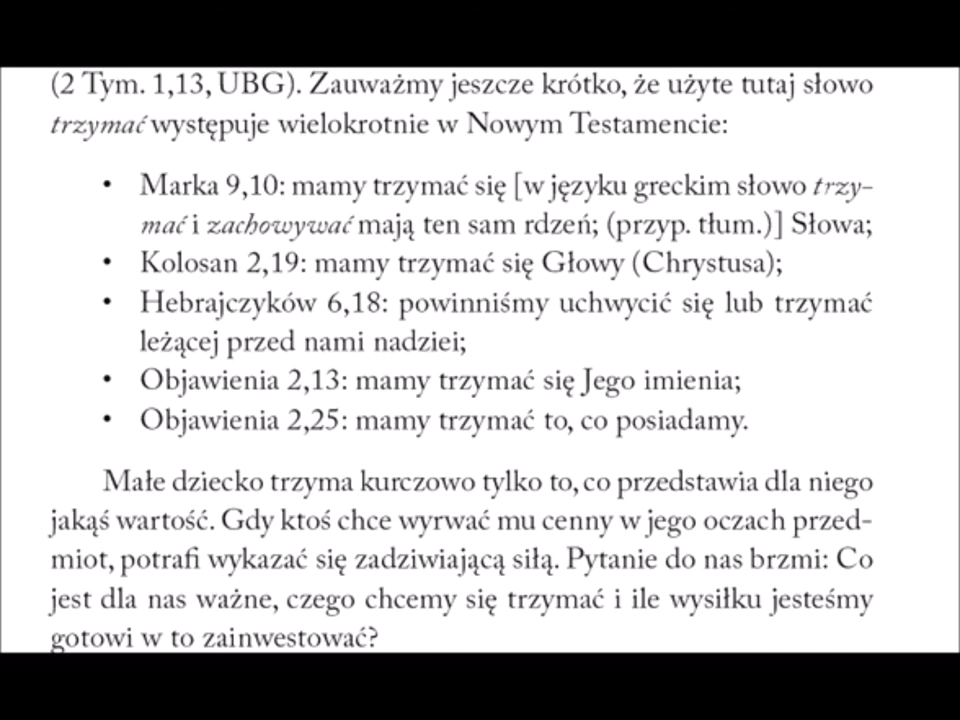 (2 Tym. 1,13, UBG). Zauważmy jeszcze krótko, że użyte tutaj słowo
trzymać występuje wielokrotnie w Nowym Testamencie:
• Marka 9,10: mamy trzymać się [w języku greckim słowo trzy-
mać i zachowywać mają ten sam rdzeń; (przyp. tłum.)] Słowa;
• Kolosan 2,19: mamy trzymać się Głowy (Chrystusa);
• Hebrajczyków 6,18: powinniśmy uchwycić się lub trzymać
leżącej przed nami nadziei;
• Objawienia 2,13: mamy trzymać się Jego imienia;
• Objawienia 2,25: mamy trzymać to, co posiadamy.
Małe dziecko trzyma kurczowo tylko to, co przedstawia dla niego
jakąś wartość. Gdy ktoś chce wyrwać mu cenny w jego oczach przed-
miot, potrafi wykazać się zadziwiającą siłą. Pytanie do nas brzmi: Co
jest dla nas ważne, czego chcemy się trzymać i ile wysiłku jesteśmy
gotowi w to zainwestować?